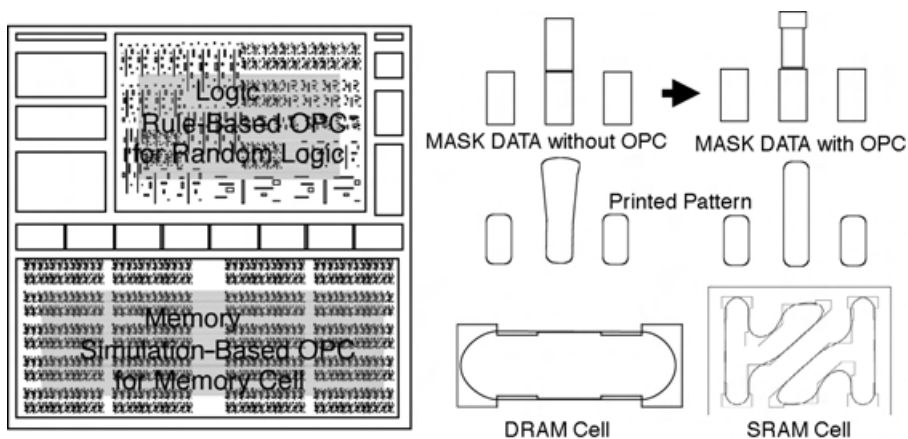 Logic
Rule-Based OPC
for Random Logic
Memory
Simulation-Based OPC
for Memory Cell
MASK DATA without OPC
MASK DATA with OPC
Printed Pattern
DRAM Cell
SRAM Cell